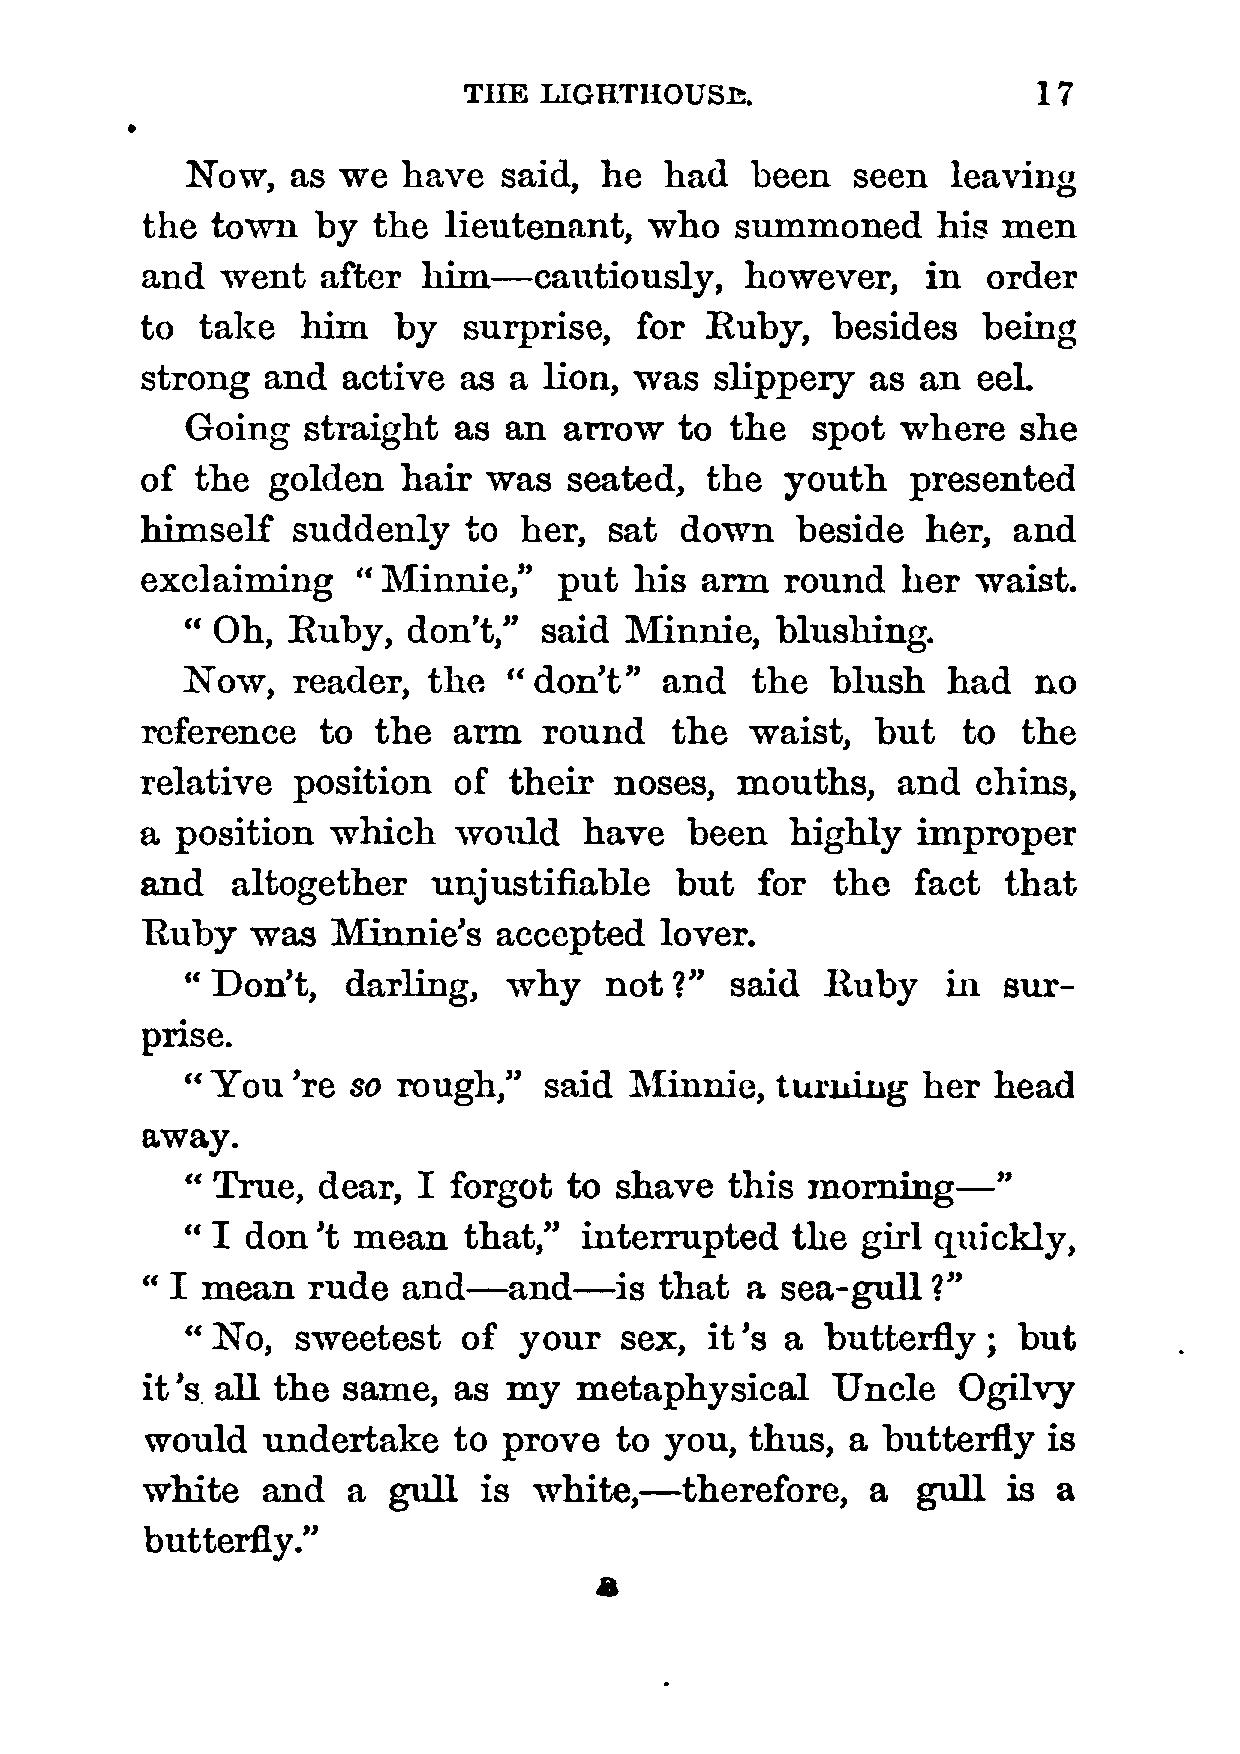 THE LIGHTHOUSE. 17
Now, as we have said, he had been seen leaving
the town by the lieutenant, who summoned his men
and went after him—cautiously, however, in order
to take him by surprise, for Ruby, besides being
strong and active as a lion, was slippery as an eel.
Going straight as an arrow to the spot where she
of the golden hair was seated, the youth presented
himself suddenly to her, sat down beside her, and
exclaiming “Minnie,” put his arm round her waist.
“Oh, Ruby, don't,” said Minnie, blushing.
Now, reader, the “don't” and the blush had no
reference to the arm round the waist, but to the
relative position of their noses, mouths, and chins,
a position which would have been highly improper
and altogether unjustifiable but for the fact that
Ruby was Minnie's accepted lover.
“Don't, darling, why not?” said Ruby in sur-
prise.
“You 're so rough,” said Minnie, turning her head
away.
“True, dear, I forgot to shave this morning—”
“I don 't mean that,” interrupted the girl quickly,
“I mean rude and—and—is that a sea-gull?”
“No, sweetest of your sex, it 's a butterfly; but
it 's all the same, as my metaphysical Uncle Ogilvy
would undertake to prove to you, thus, a butterfly is
white and a gull is white,—therefore, a gull is a
butterfly.”